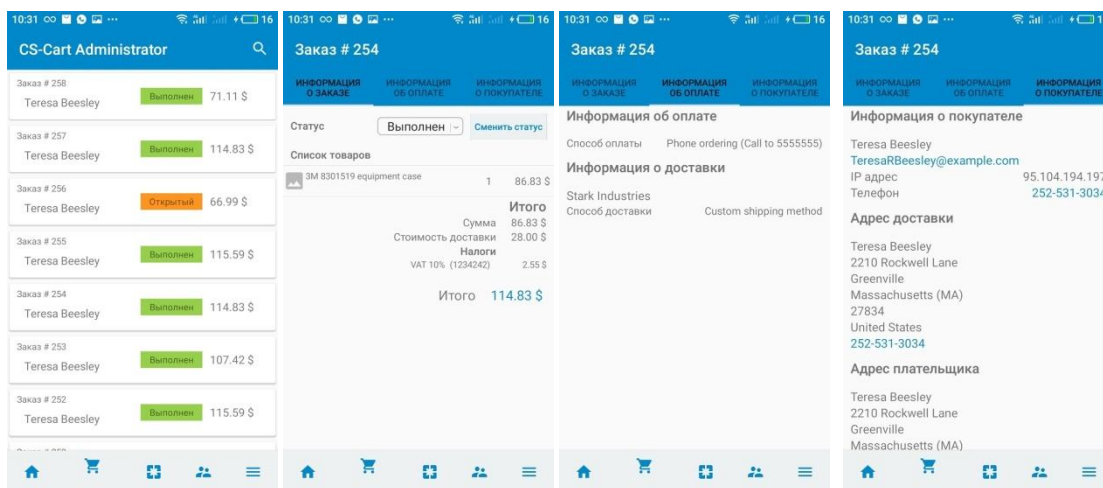 10:31 16
CS-Cart Administrator
Заказ # 258
Teresa Beesley Выполнен 71.11 $
Заказ # 257
Teresa Beesley Выполнен 114.83 $
Заказ # 256
Teresa Beesley Открытый 66.99 $
Заказ # 255
Teresa Beesley Выполнен 115.59 $
Заказ # 254
Teresa Beesley Выполнен 114.83 $
Заказ # 253
Teresa Beesley Выполнен 107.42 $
Заказ # 252
Teresa Beesley Выполнен 115.59 $
10:31 16
Заказ # 254
ИНФОРМАЦИЯ О ЗАКАЗЕ ИНФОРМАЦИЯ ОБ ОПЛАТЕ ИНФОРМАЦИЯ О ПОКУПАТЕЛЕ
Статус Выполнен Сменить статус
Список товаров
3M 8301519 equipment case 1 86.83 $
Итого
Сумма 86.83 $
Стоимость доставки 28.00 $
Налоги
VAT 10% (1234242) 2.55 $
Итого 114.83 $
10:31 16
Заказ # 254
ИНФОРМАЦИЯ О ЗАКАЗЕ ИНФОРМАЦИЯ ОБ ОПЛАТЕ ИНФОРМАЦИЯ О ПОКУПАТЕЛЕ
Информация об оплате
Способ оплаты Phone ordering (Call to 5555555)
Информация о доставки
Stark Industries
Способ доставки Custom shipping method
10:31
Заказ # 254
ИНФОРМАЦИЯ О ЗАКАЗЕ ИНФОРМАЦИЯ ОБ ОПЛАТЕ ИНФОРМАЦИЯ О ПОКУПАТЕЛЕ
Информация о покупателе
Teresa Beesley
TeresaRBeesley@example.com
IP адрес 95.104.194.197
Телефон 252-531-3034
Адрес доставки
Teresa Beesley
2210 Rockwell Lane
Greenville
Massachusetts (MA)
27834
United States
252-531-3034
Адрес плательщика
Teresa Beesley
2210 Rockwell Lane
Greenville
Massachusetts (MA)